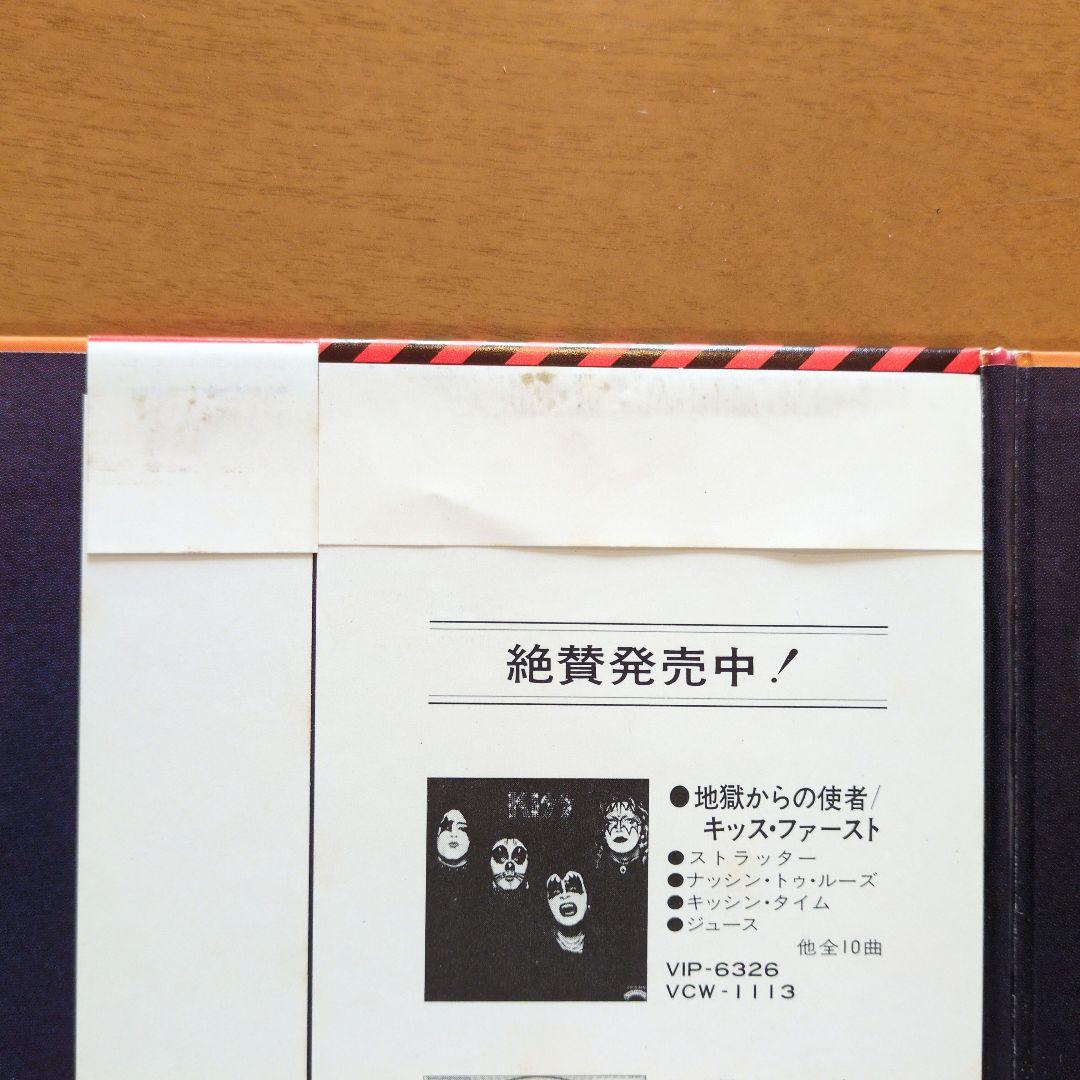 絶賛発売中！
KISS
●地獄からの使者/
キッス・ファースト
●ストラッター
●ナッシン・トゥ・ルーズ
●キッシン・タイム
●ジュース
他全10曲
VIP-6326
VCW-1113